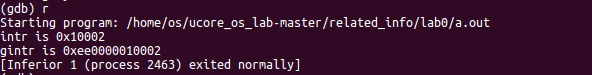 (gdb) r
Starting program: /home/os/ucore_os_lab-master/related_info/lab0/a.out
intr is 0x10002
gintr is 0xee0000010002
[Inferior 1 (process 2463) exited normally]